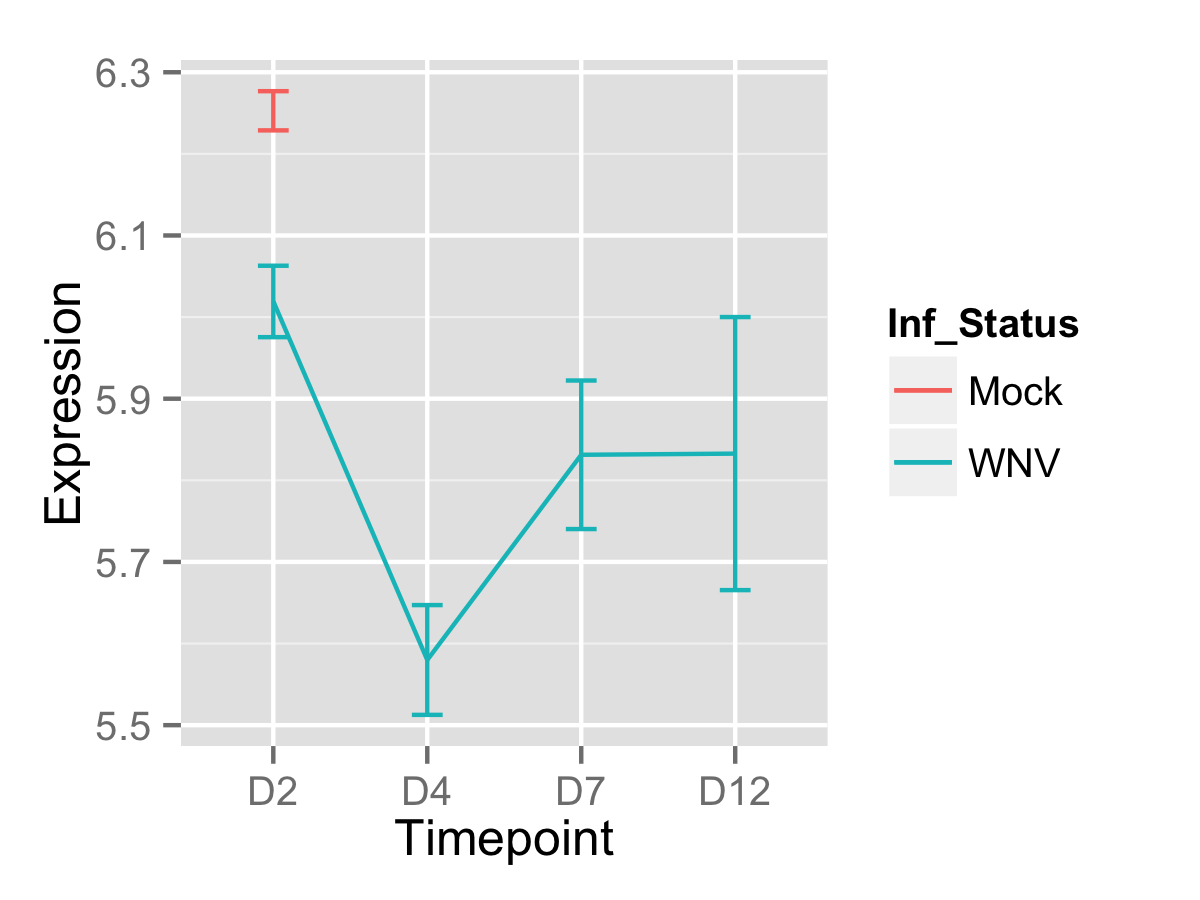 6.3
6.1
5.9
5.7
5.5
Expression
D2 D4 D7 D12
Timepoint
Inf_Status
Mock
WNV